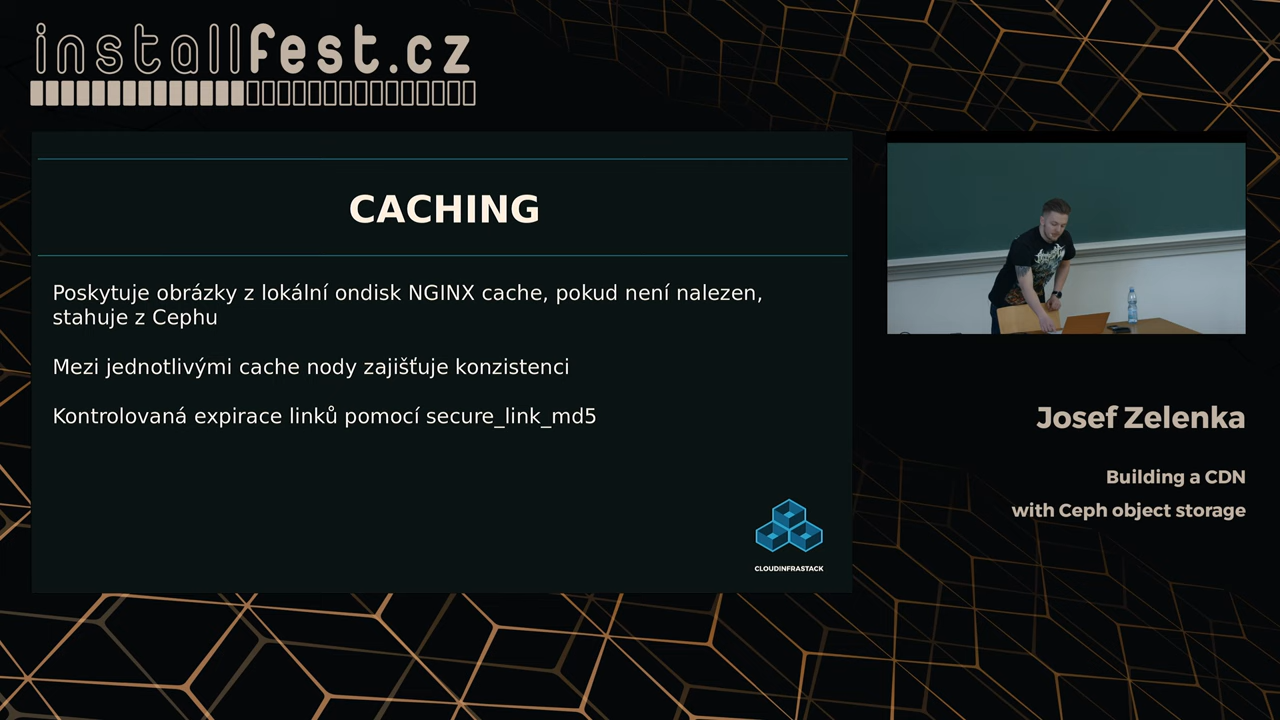 installfest.cz
CACHING
Poskytuje obrázky z lokální ondisk NGINX cache, pokud není nalezen,
stahuje z Cephu
Mezi jednotlivými cache nody zajišťuje konzistenci
Kontrolovaná expirace linků pomocí secure_link_md5
CLOUDINFRASTACK
Josef Zelenka
Building a CDN
with Ceph object storage